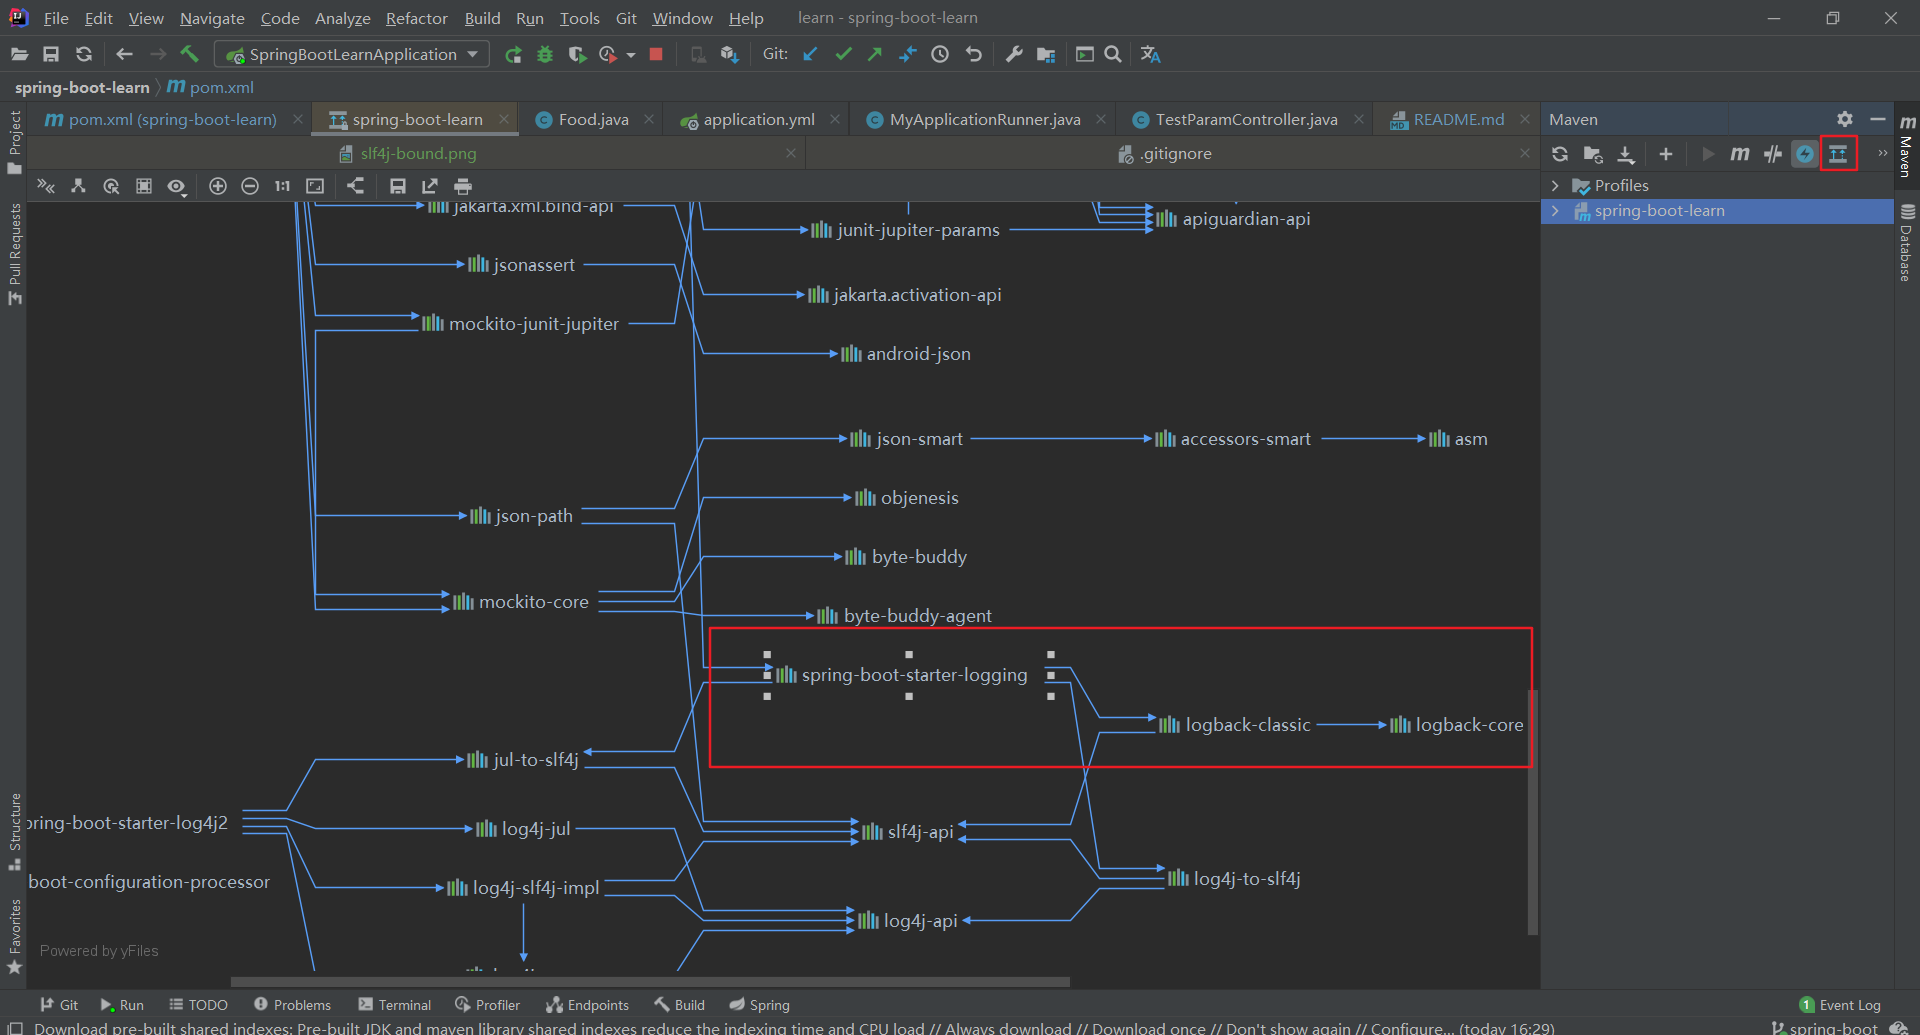 File Edit View Navigate Code Analyze Refactor Build Run Tools Git Window Help learn - spring-boot-learn
SpringBootLearnApplication Git:
spring-boot-learn pom.xml
pom.xml (spring-boot-learn) spring-boot-learn Food.java application.yml MyApplicationRunner.java TestParamController.java README.md Maven
slf4j-bound.png .gitignore
1:1
Profiles
spring-boot-learn
Project
Pull Requests
Structure
Favorites
Maven
Database
jakarta.xml.bind-api
apiguardian-api
junit-jupiter-params
jsonassert
jakarta.activation-api
mockito-junit-jupiter
android-json
json-smart accessors-smart asm
objenesis
json-path
byte-buddy
mockito-core
byte-buddy-agent
spring-boot-starter-logging
logback-classic logback-core
jul-to-slf4j
pring-boot-starter-log4j2
log4j-jul
slf4j-api
boot-configuration-processor
log4j-slf4j-impl
log4j-to-slf4j
log4j-api
Powered by yFiles
Git Run TODO Problems Terminal Profiler Endpoints Build Spring 1 Event Log
Download pre-built shared indexes: Pre-built JDK and maven library shared indexes reduce the indexing time and CPU load // Always download // Download once // Don't show again // Configure... (today 16:29) spring-boot